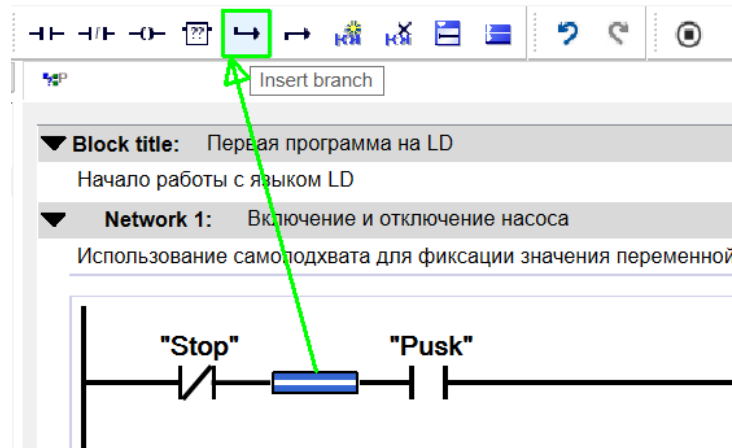 ??
Insert branch
Block title: Первая программа на LD
Начало работы с языком LD
Network 1: Включение и отключение насоса
Использование самоподхвата для фиксации значения переменной
"Stop" "Pusk"